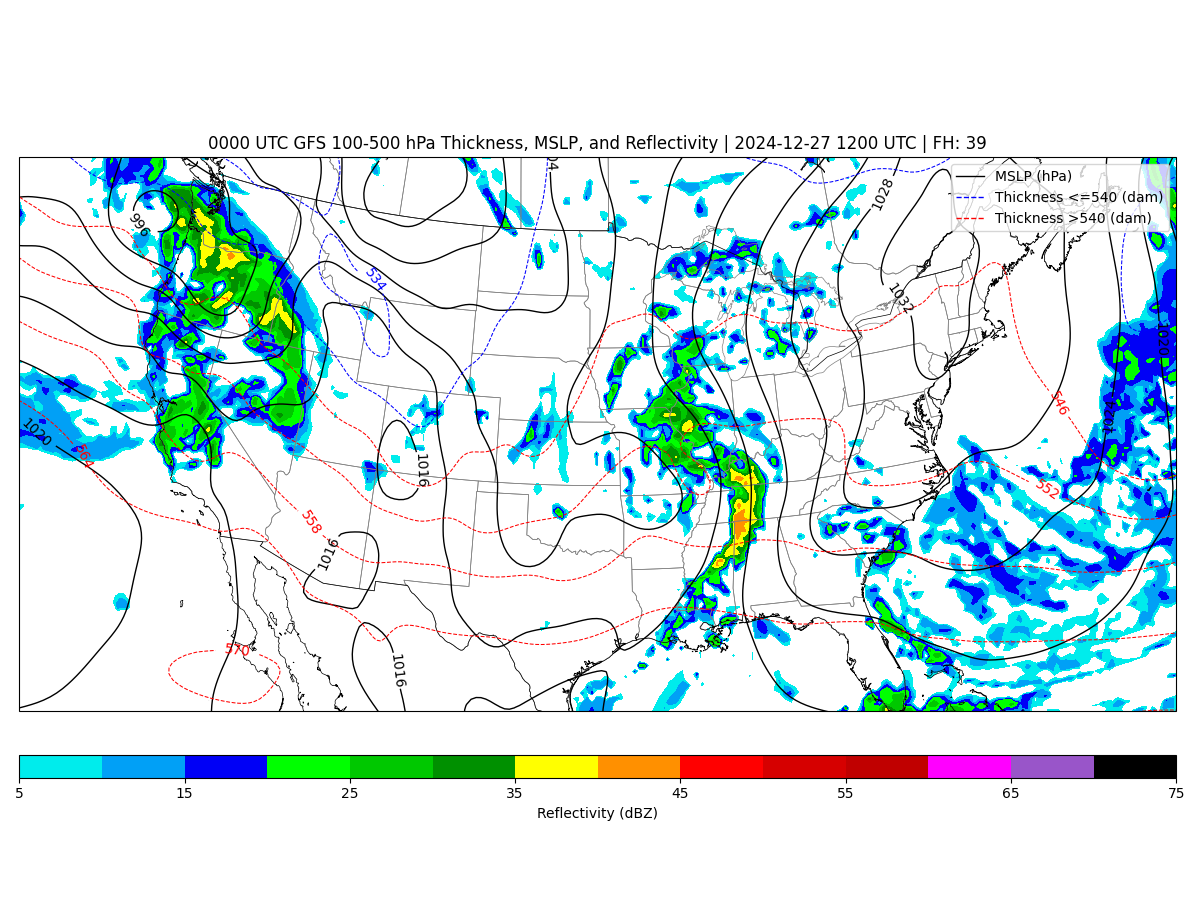 0000 UTC GFS 100-500 hPa Thickness, MSLP, and Reflectivity | 2024-12-27 1200 UTC | FH: 39
MSLP (hPa)
Thickness <=540 (dam)
Thickness >540 (dam)
04
1028
996
534
1032
1020
1020
564
546
1016
552
558
1016
570
1016
5 15 25 35 45 55 65 75
Reflectivity (dBZ)